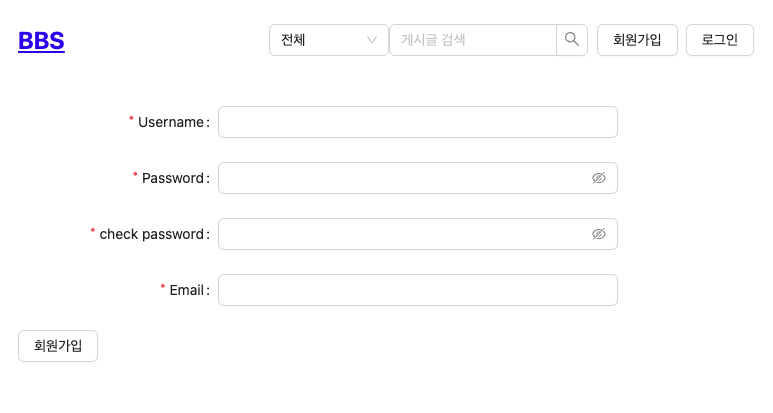 BBS
전체
게시글 검색
회원가입
로그인
* Username :
* Password :
* check password :
* Email :
회원가입